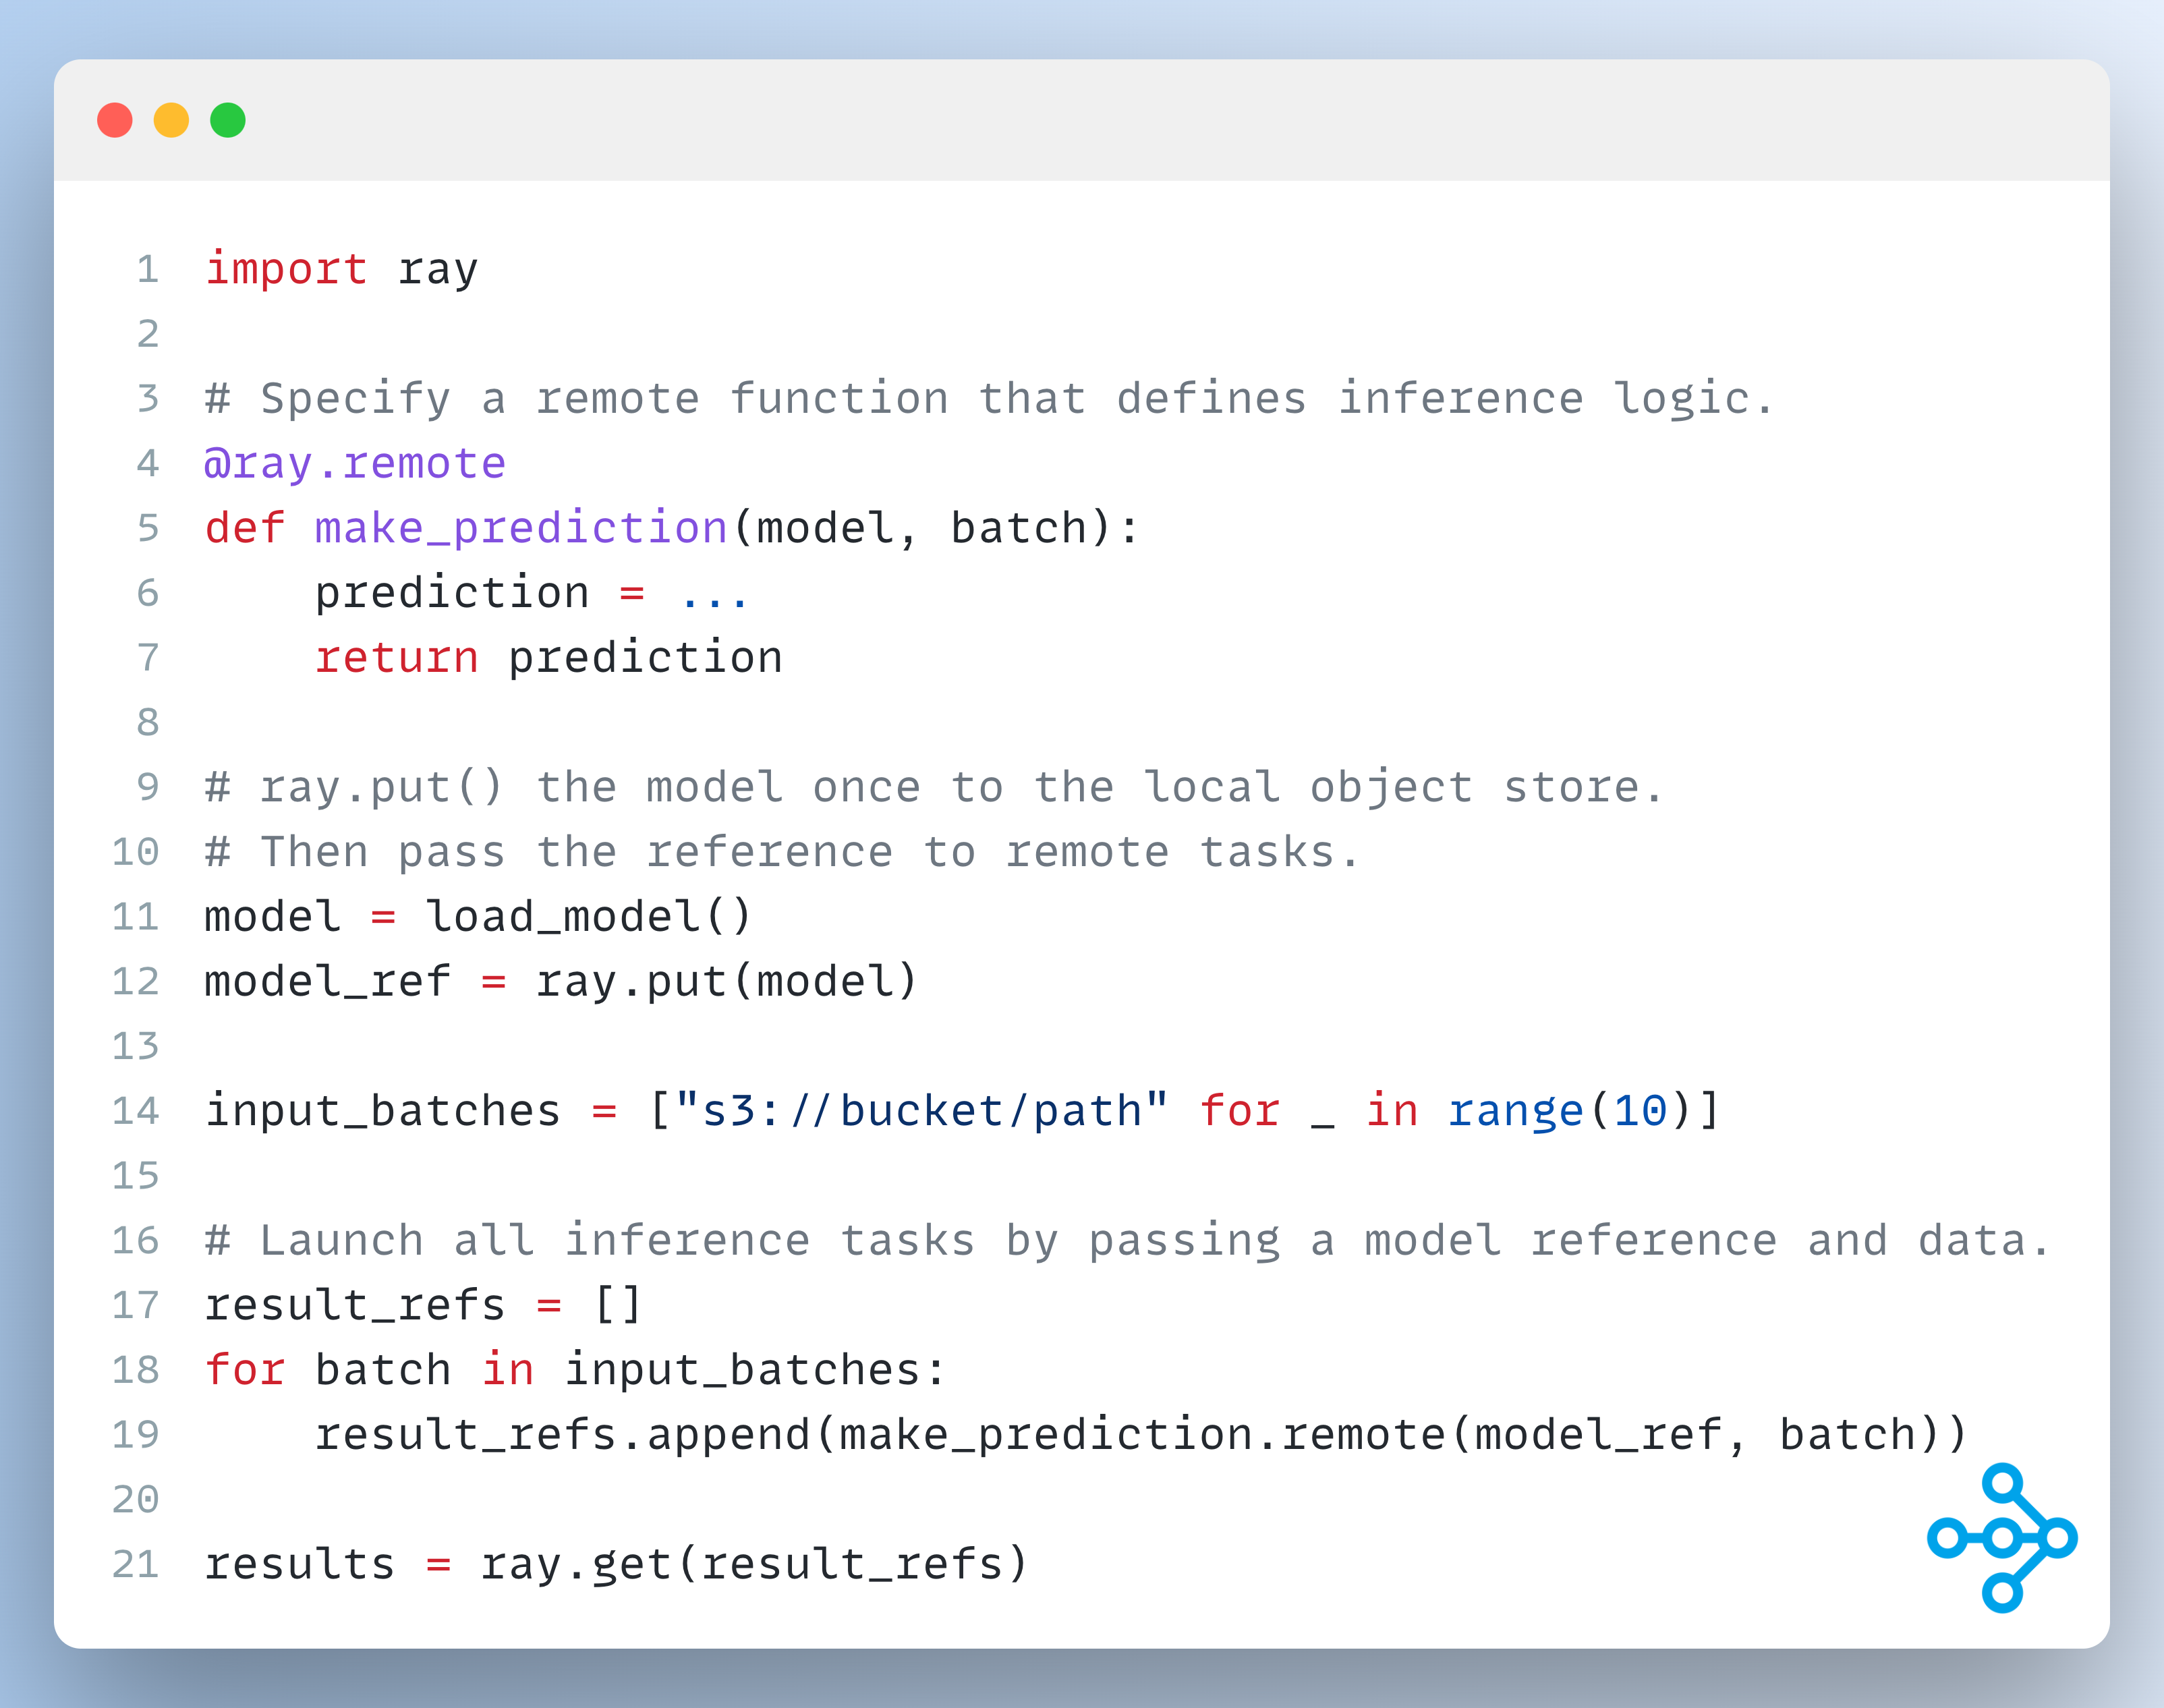 1 import ray
2
3 # Specify a remote function that defines inference logic.
4 @ray.remote
5 def make_prediction(model, batch):
6     prediction = ...
7     return prediction
8
9 # ray.put() the model once to the local object store.
10 # Then pass the reference to remote tasks.
11 model = load_model()
12 model_ref = ray.put(model)
13
14 input_batches = ["s3://bucket/path" for _ in range(10)]
15
16 # Launch all inference tasks by passing a model reference and data.
17 result_refs = []
18 for batch in input_batches:
19     result_refs.append(make_prediction.remote(model_ref, batch))
20
21 results = ray.get(result_refs)